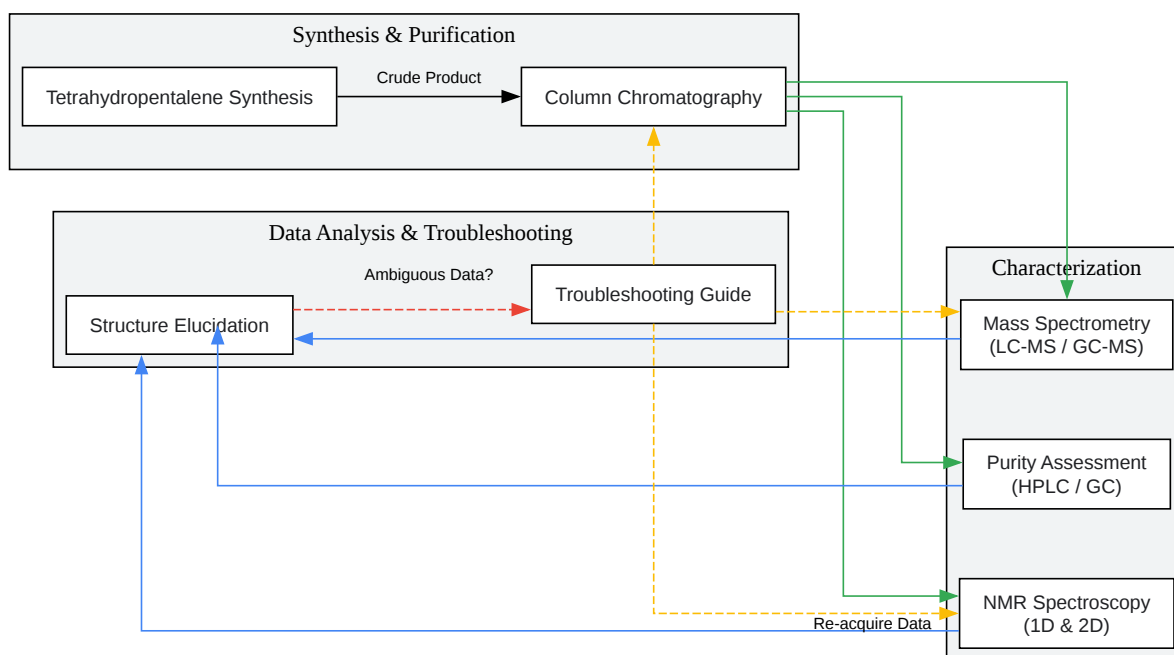 Synthesis & Purification
Tetrahydropentalene Synthesis
Crude Product
Column Chromatography
Data Analysis & Troubleshooting
Ambiguous Data?
Structure Elucidation
Troubleshooting Guide
Characterization
Mass Spectrometry
(LC-MS / GC-MS)
Purity Assessment
(HPLC / GC)
NMR Spectroscopy
(1D & 2D)
Re-acquire Data